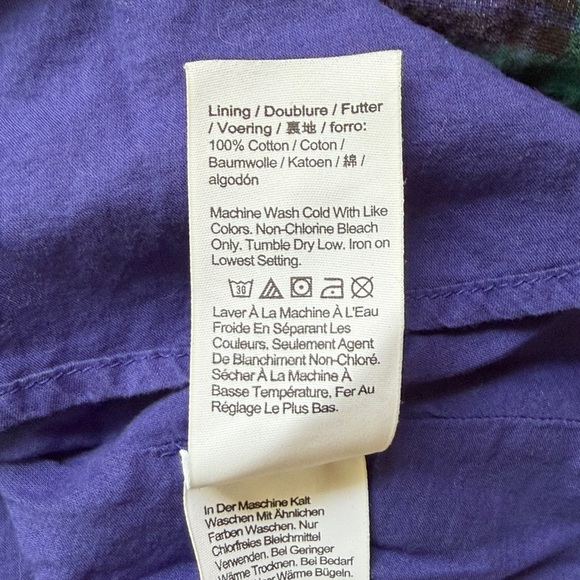 Lining / Doublure / Futter
/ Voering / 裏地 / forro:
100% Cotton / Coton /
Baumwolle / Katoen / 綿 /
algodón
Machine Wash Cold With Like
Colors. Non-Chlorine Bleach
Only. Tumble Dry Low. Iron on
Lowest Setting.
30
Laver À La Machine À L'Eau
Froide En Séparant Les
Couleurs. Seulement Agent
De Blanchiment Non-Chloré.
Sécher À La Machine À
Basse Température. Fer Au
Réglage Le Plus Bas.
In Der Maschine Kalt
Waschen Mit Ähnlichen
Farben Waschen. Nur
Chlorfreies Bleichmittel
Verwenden. Bei Geringer
Wärme Trocknen. Bei Bedarf
Wärme Bügeln.